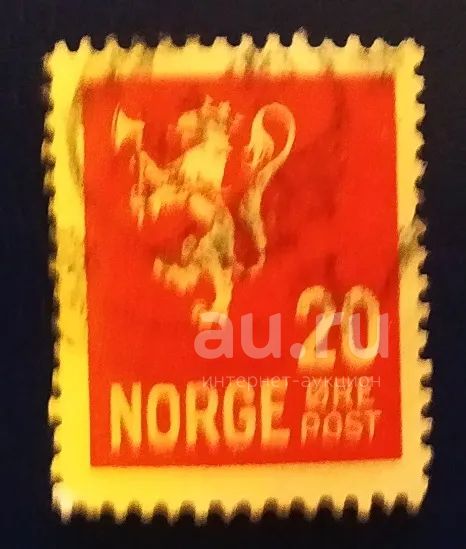 20
au.ru
интернет-аукцион
NORGE
ØRE
POST